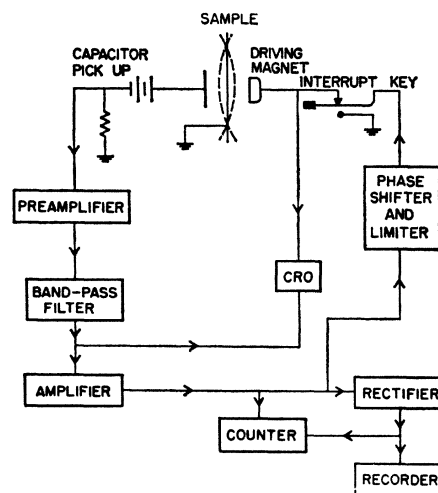 SAMPLE
CAPACITOR
PICK UP
DRIVING
MAGNET
INTERRUPT KEY
PREAMPLIFIER
PHASE
SHIFTER
AND
LIMITER
BAND-PASS
FILTER
CRO
AMPLIFIER
RECTIFIER
COUNTER
RECORDER